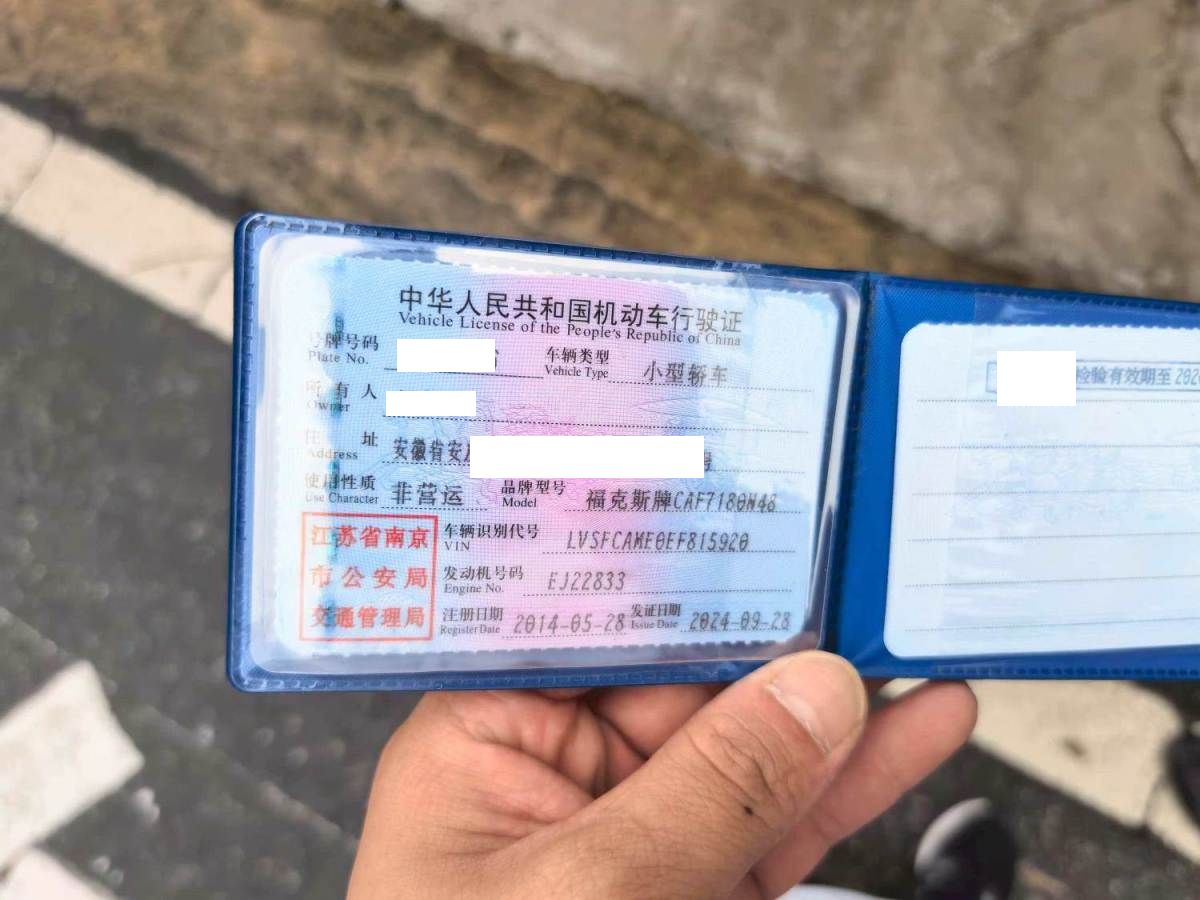 中华人民共和国机动车行驶证
Vehicle License of the People's Republic of China
号牌号码
Plate No.
车辆类型 小型轿车
Vehicle Type
所有人
Owner
住址 安徽省安
Address
使用性质 非营运
Use Character
品牌型号 福克斯牌CAF7180N48
Model
江苏省南京
市公安局
交通管理局
车辆识别代号 LVSFCAME0EF815920
VIN
发动机号码 EJ22833
Engine No.
注册日期 2014-05-28
Register Date
发证日期 2024-09-28
Issue Date
检验有效期至 202